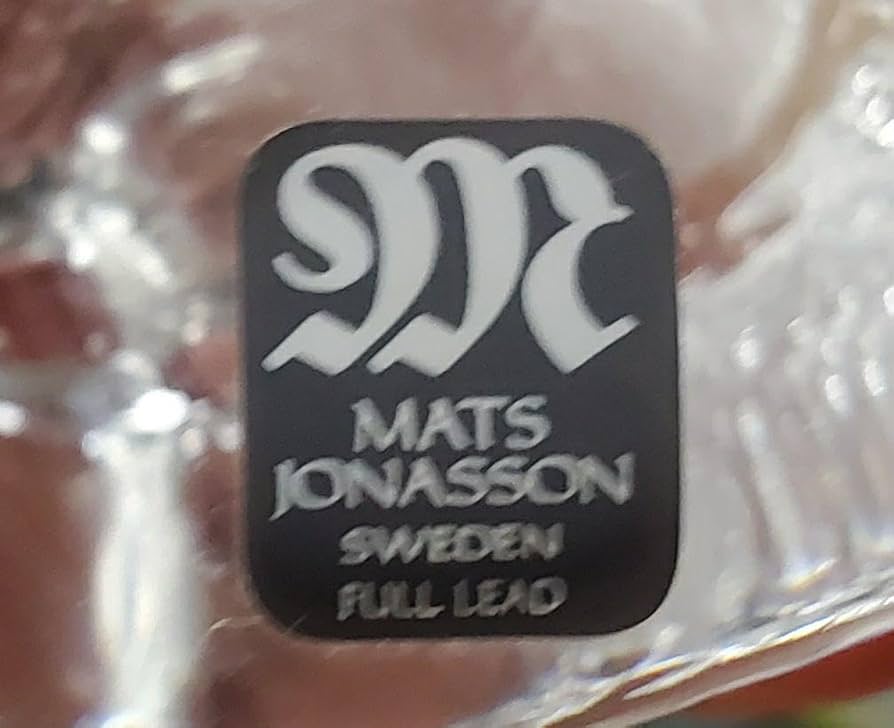 M
MATS
JONASSON
SWEDEN
FULL LEAD